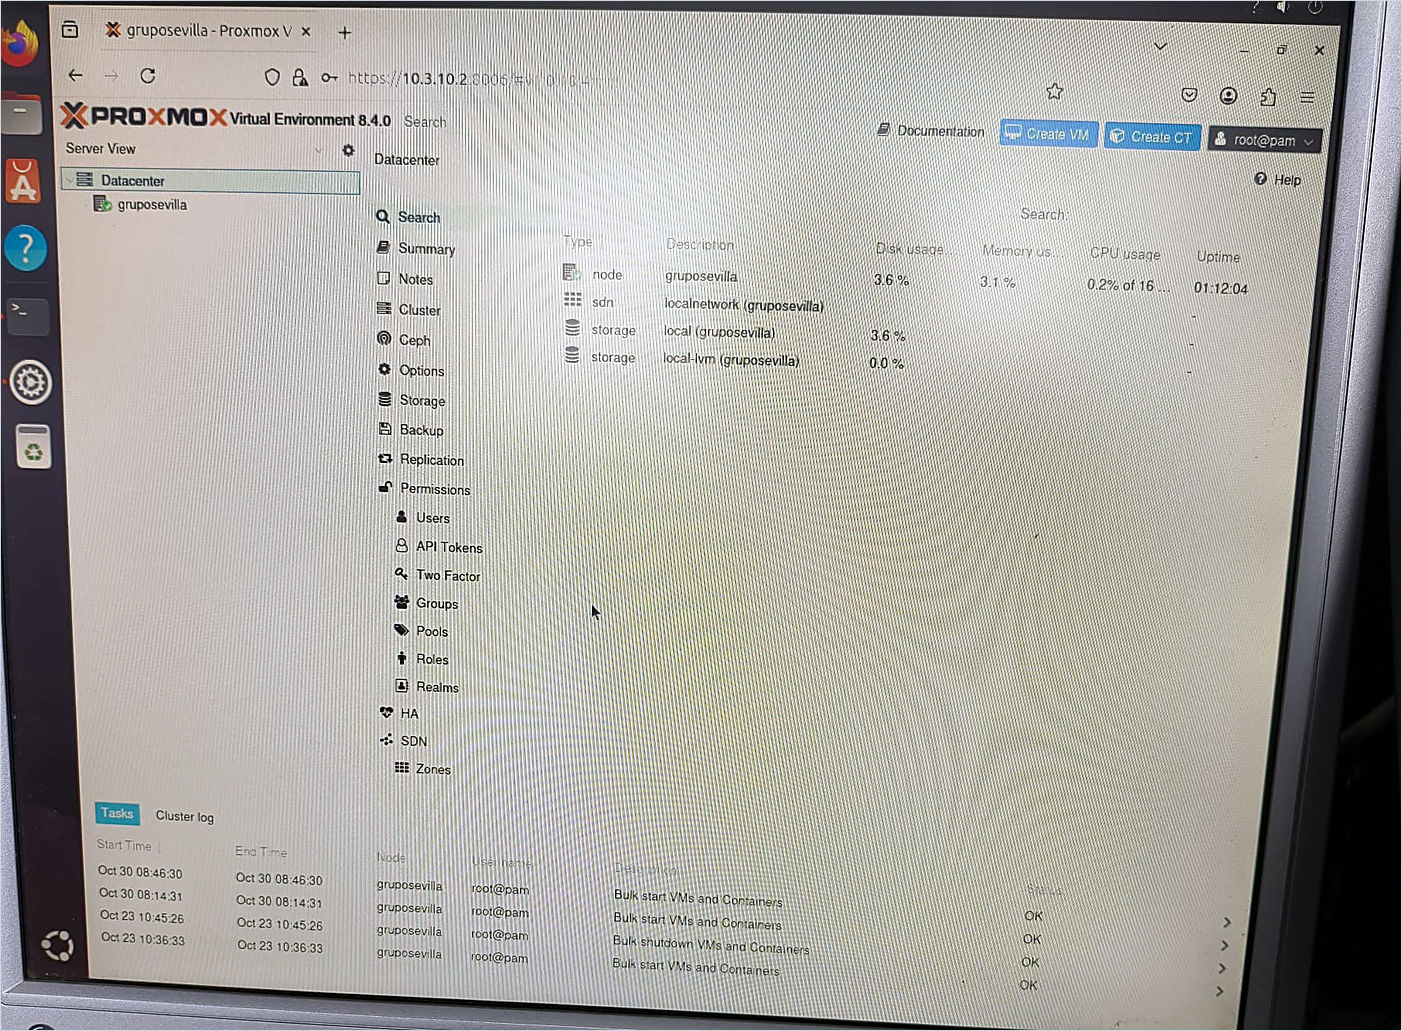 gruposevilla - Proxmox V
https://10.3.10.2:8006/
PROXMOX Virtual Environment 8.4.0 Search
Documentation Create VM Create CT root@pam
Server View
Datacenter
gruposevilla
Datacenter
Help
Search
Summary
Notes
Cluster
Ceph
Options
Storage
Backup
Replication
Permissions
Users
API Tokens
Two Factor
Groups
Pools
Roles
Realms
HA
SDN
Zones
Search:
Type Description Disk usage... Memory us... CPU usage Uptime
node gruposevilla 3.6 % 3.1 % 0.2% of 16 ... 01:12:04
sdn localnetwork (gruposevilla) -
storage local (gruposevilla) 3.6 % -
storage local-lvm (gruposevilla) 0.0 % -
Tasks Cluster log
Start Time End Time Node User name Description Status
Oct 30 08:46:30 Oct 30 08:46:30 gruposevilla root@pam Bulk start VMs and Containers OK
Oct 30 08:14:31 Oct 30 08:14:31 gruposevilla root@pam Bulk start VMs and Containers OK
Oct 23 10:45:26 Oct 23 10:45:26 gruposevilla root@pam Bulk shutdown VMs and Containers OK
Oct 23 10:36:33 Oct 23 10:36:33 gruposevilla root@pam Bulk start VMs and Containers OK